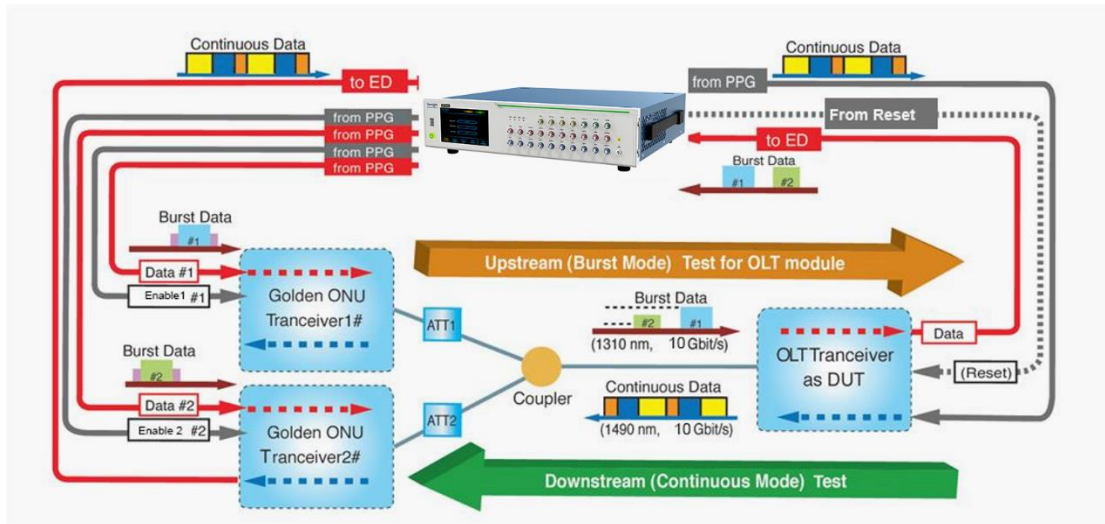 Continuous Data
to ED
from PPG
from PPG
from PPG
from PPG
from PPG
Continuous Data
From Reset
to ED
Burst Data
#1
#2
Burst Data
#1
Data #1
Enable1 #1
Golden ONU
Tranceiver1#
Upstream (Burst Mode) Test for OLT module
ATT1
Burst Data
#2
#1
(1310 nm, 10 Gbit/s)
Coupler
OLT Tranceiver
as DUT
Data
(Reset)
Burst Data
#2
Data #2
Enable 2 #2
Golden ONU
Tranceiver2#
ATT2
Continuous Data
(1490 nm, 10 Gbit/s)
Downstream (Continuous Mode) Test